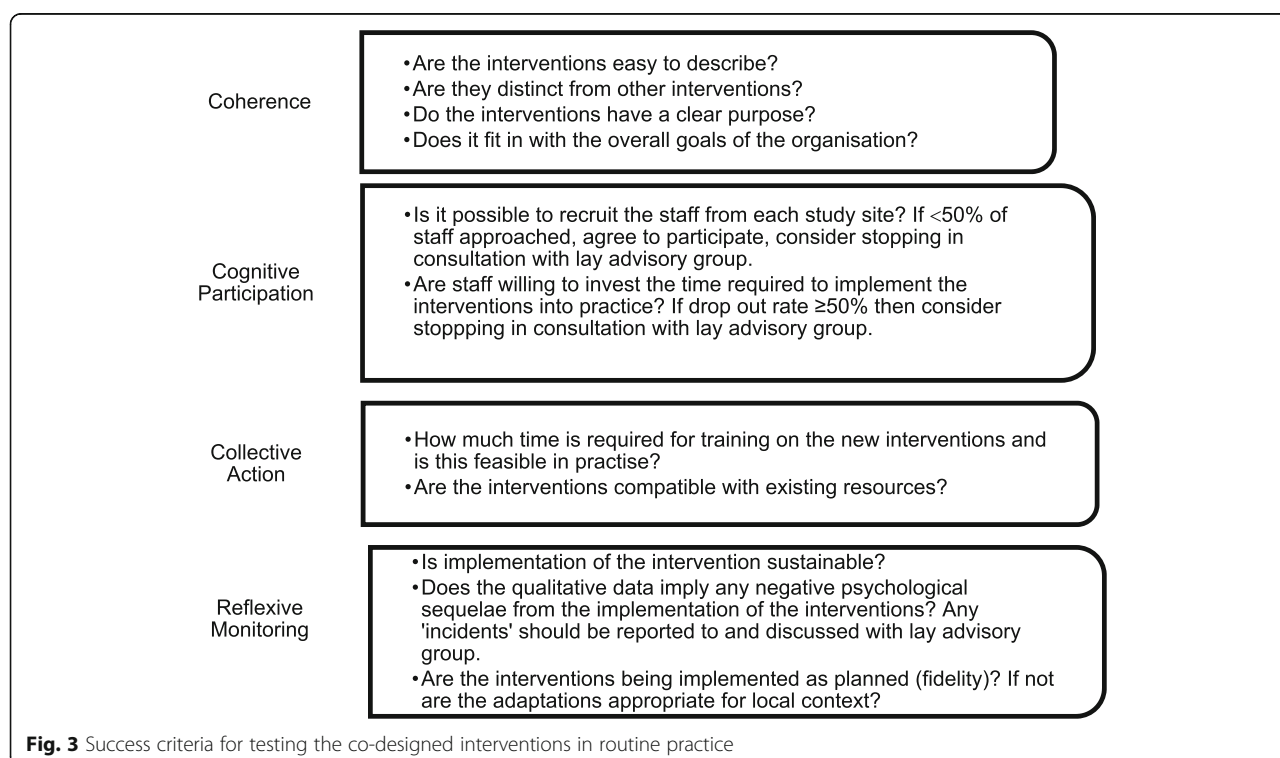 Coherence
•Are the interventions easy to describe?
•Are they distinct from other interventions?
•Do the interventions have a clear purpose?
•Does it fit in with the overall goals of the organisation?
Cognitive
Participation
•Is it possible to recruit the staff from each study site? If <50% of
staff approached, agree to participate, consider stopping in
consultation with lay advisory group.
•Are staff willing to invest the time required to implement the
interventions into practice? If drop out rate ≥50% then consider
stoppping in consultation with lay advisory group.
Collective
Action
•How much time is required for training on the new interventions and
is this feasible in practise?
•Are the interventions compatible with existing resources?
Reflexive
Monitoring
•Is implementation of the intervention sustainable?
•Does the qualitative data imply any negative psychological
sequelae from the implementation of the interventions? Any
'incidents' should be reported to and discussed with lay advisory
group.
•Are the interventions being implemented as planned (fidelity)? If not
are the adaptations appropriate for local context?
Fig. 3 Success criteria for testing the co-designed interventions in routine practice